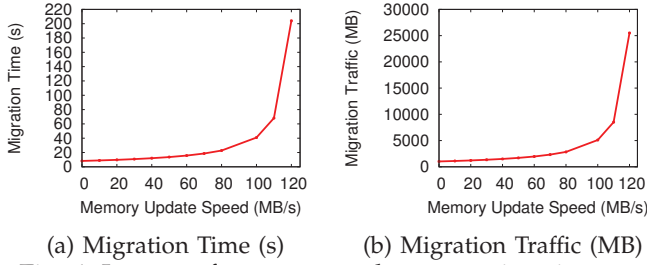 220
200
180
160
140
120
100
80
60
40
20
0
Migration Time (s)
0 20 40 60 80 100 120
Memory Update Speed (MB/s)
(a) Migration Time (s)
30000
25000
20000
15000
10000
5000
0
Migration Traffic (MB)
0 20 40 60 80 100 120
Memory Update Speed (MB/s)
(b) Migration Traffic (MB)